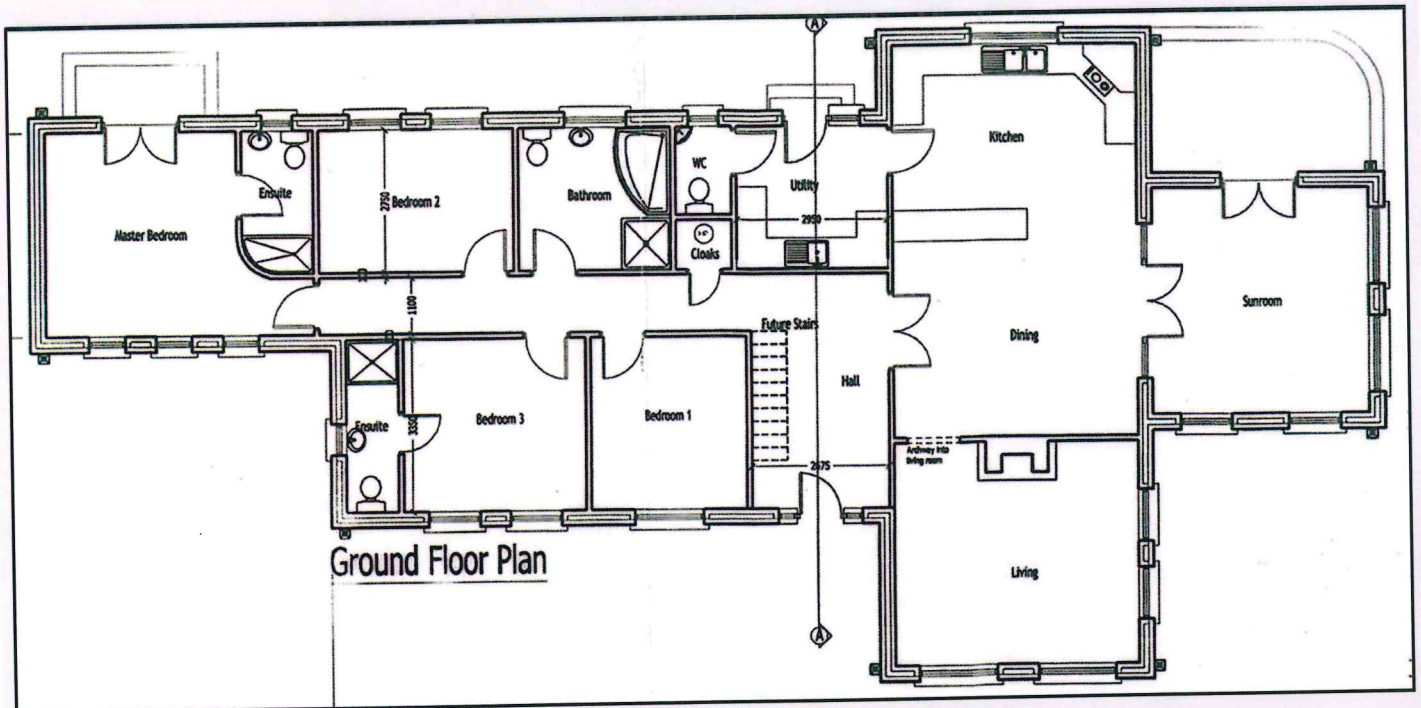 A
Kitchen
WC
Utility
Ensuite
2750
Bedroom 2
Bathroom
2950
Master Bedroom
Cloaks
Sunroom
1100
Future Stairs
Dining
Hall
Bedroom 3
Bedroom 1
Ensuite
3350
Archway into
living room
2675
Ground Floor Plan
Living
A